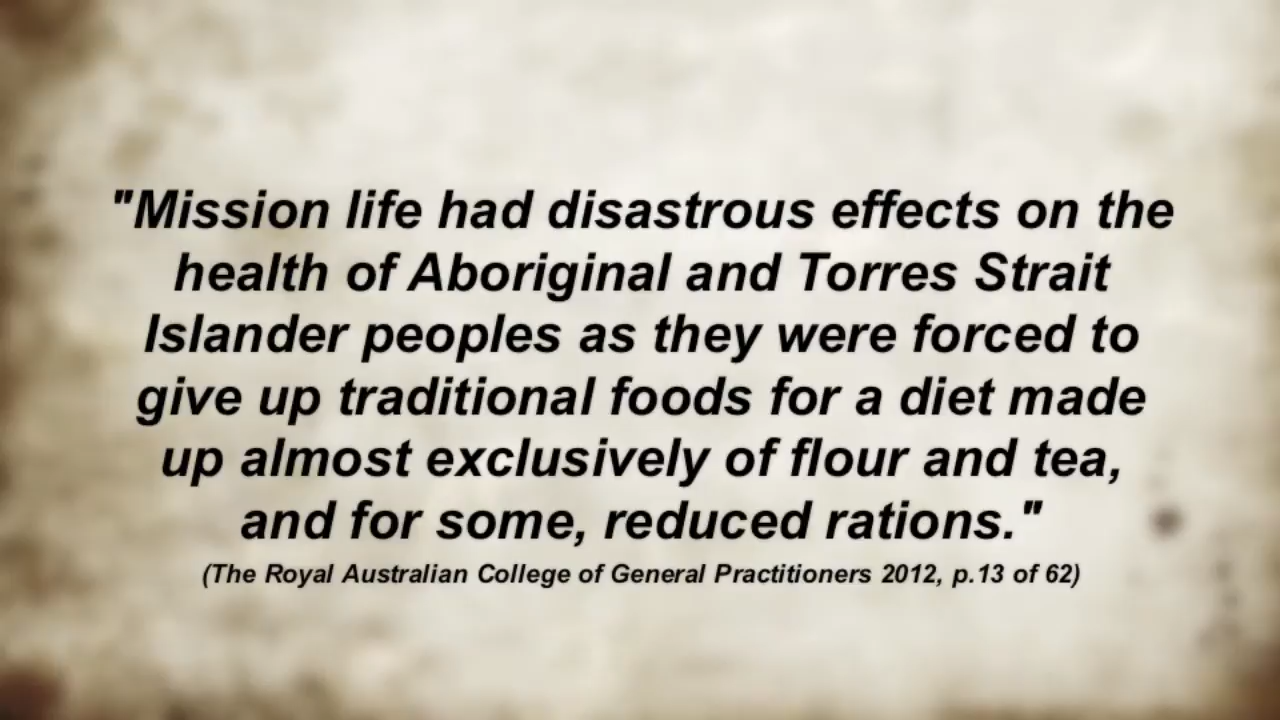 "Mission life had disastrous effects on the
health of Aboriginal and Torres Strait
Islander peoples as they were forced to
give up traditional foods for a diet made
up almost exclusively of flour and tea,
and for some, reduced rations."
(The Royal Australian College of General Practitioners 2012, p.13 of 62)